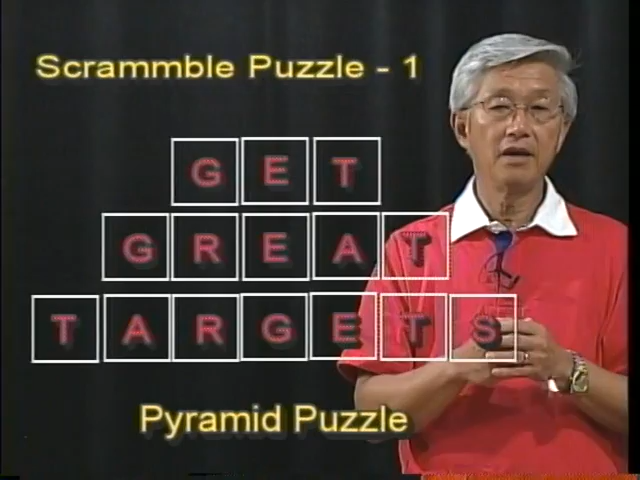 Scrammble Puzzle - 1
GET
GREAT
TARGETS
Pyramid Puzzle